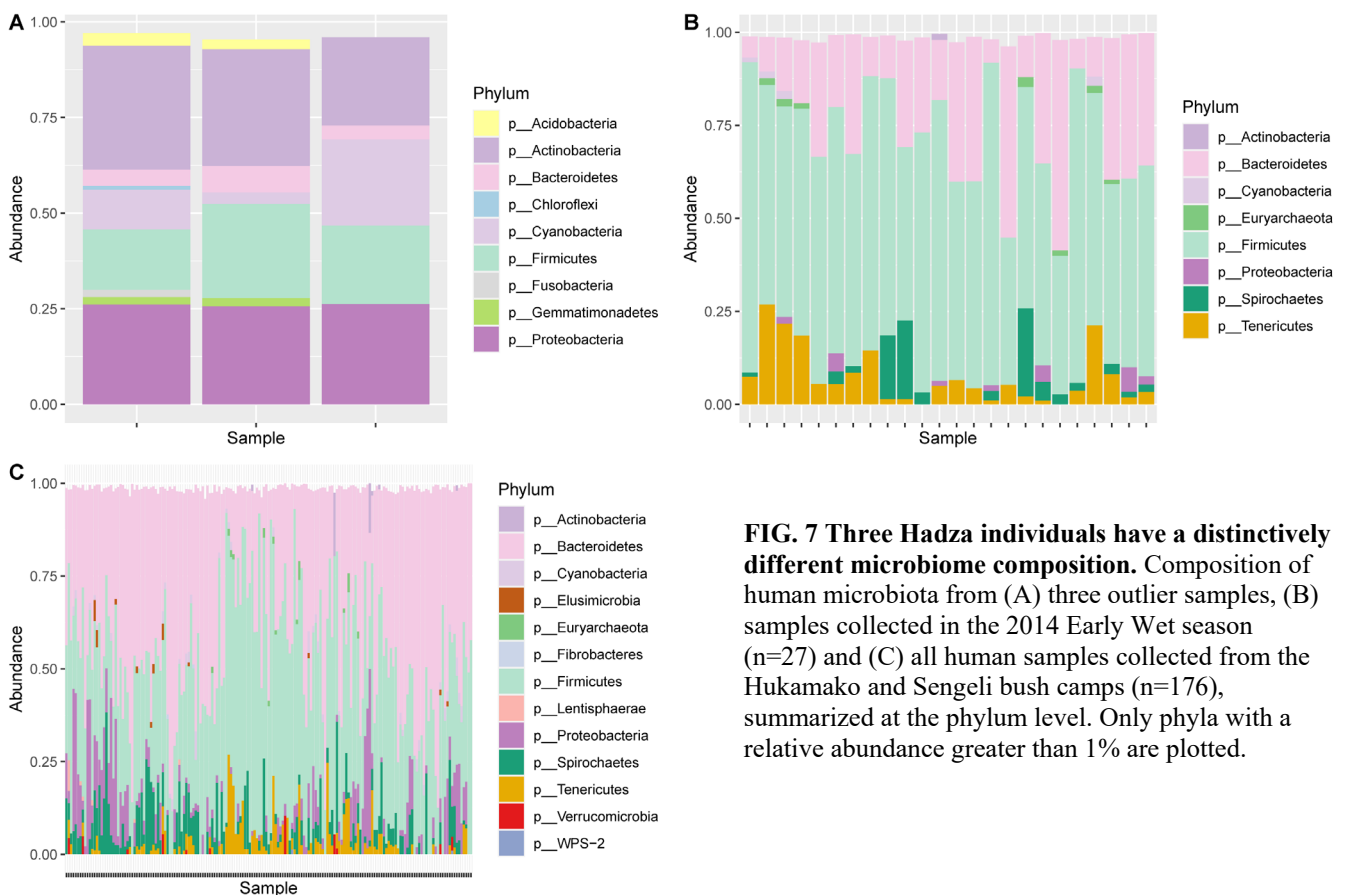 A
1.00
0.75
0.50
0.25
0.00
Abundance
Sample
Phylum
p__Acidobacteria
p__Actinobacteria
p__Bacteroidetes
p__Chloroflexi
p__Cyanobacteria
p__Firmicutes
p__Fusobacteria
p__Gemmatimonadetes
p__Proteobacteria
B
1.00
0.75
0.50
0.25
0.00
Abundance
Sample
Phylum
p__Actinobacteria
p__Bacteroidetes
p__Cyanobacteria
p__Euryarchaeota
p__Firmicutes
p__Proteobacteria
p__Spirochaetes
p__Tenericutes
C
1.00
0.75
0.50
0.25
0.00
Abundance
Sample
Phylum
p__Actinobacteria
p__Bacteroidetes
p__Cyanobacteria
p__Elusimicrobia
p__Euryarchaeota
p__Fibrobacteres
p__Firmicutes
p__Lentisphaerae
p__Proteobacteria
p__Spirochaetes
p__Tenericutes
p__Verrucomicrobia
p__WPS−2
FIG. 7 Three Hadza individuals have a distinctively
different microbiome composition. Composition of
human microbiota from (A) three outlier samples, (B)
samples collected in the 2014 Early Wet season
(n=27) and (C) all human samples collected from the
Hukamako and Sengeli bush camps (n=176),
summarized at the phylum level. Only phyla with a
relative abundance greater than 1% are plotted.